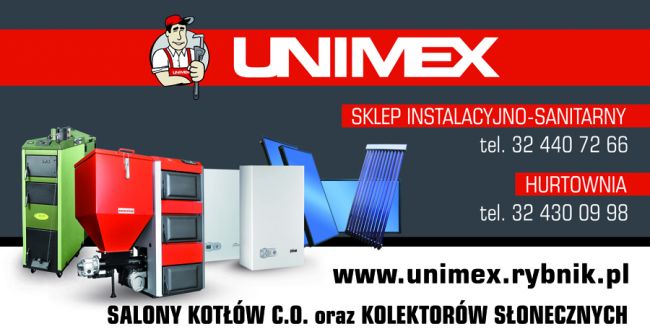 UNIMEX
UNIMEX
SKLEP INSTALACYJNO-SANITARNY
tel. 32 440 72 66
HURTOWNIA
tel. 32 430 09 98
www.unimex.rybnik.pl
SALONY KOTŁÓW C.O. oraz KOLEKTORÓW SŁONECZNYCH